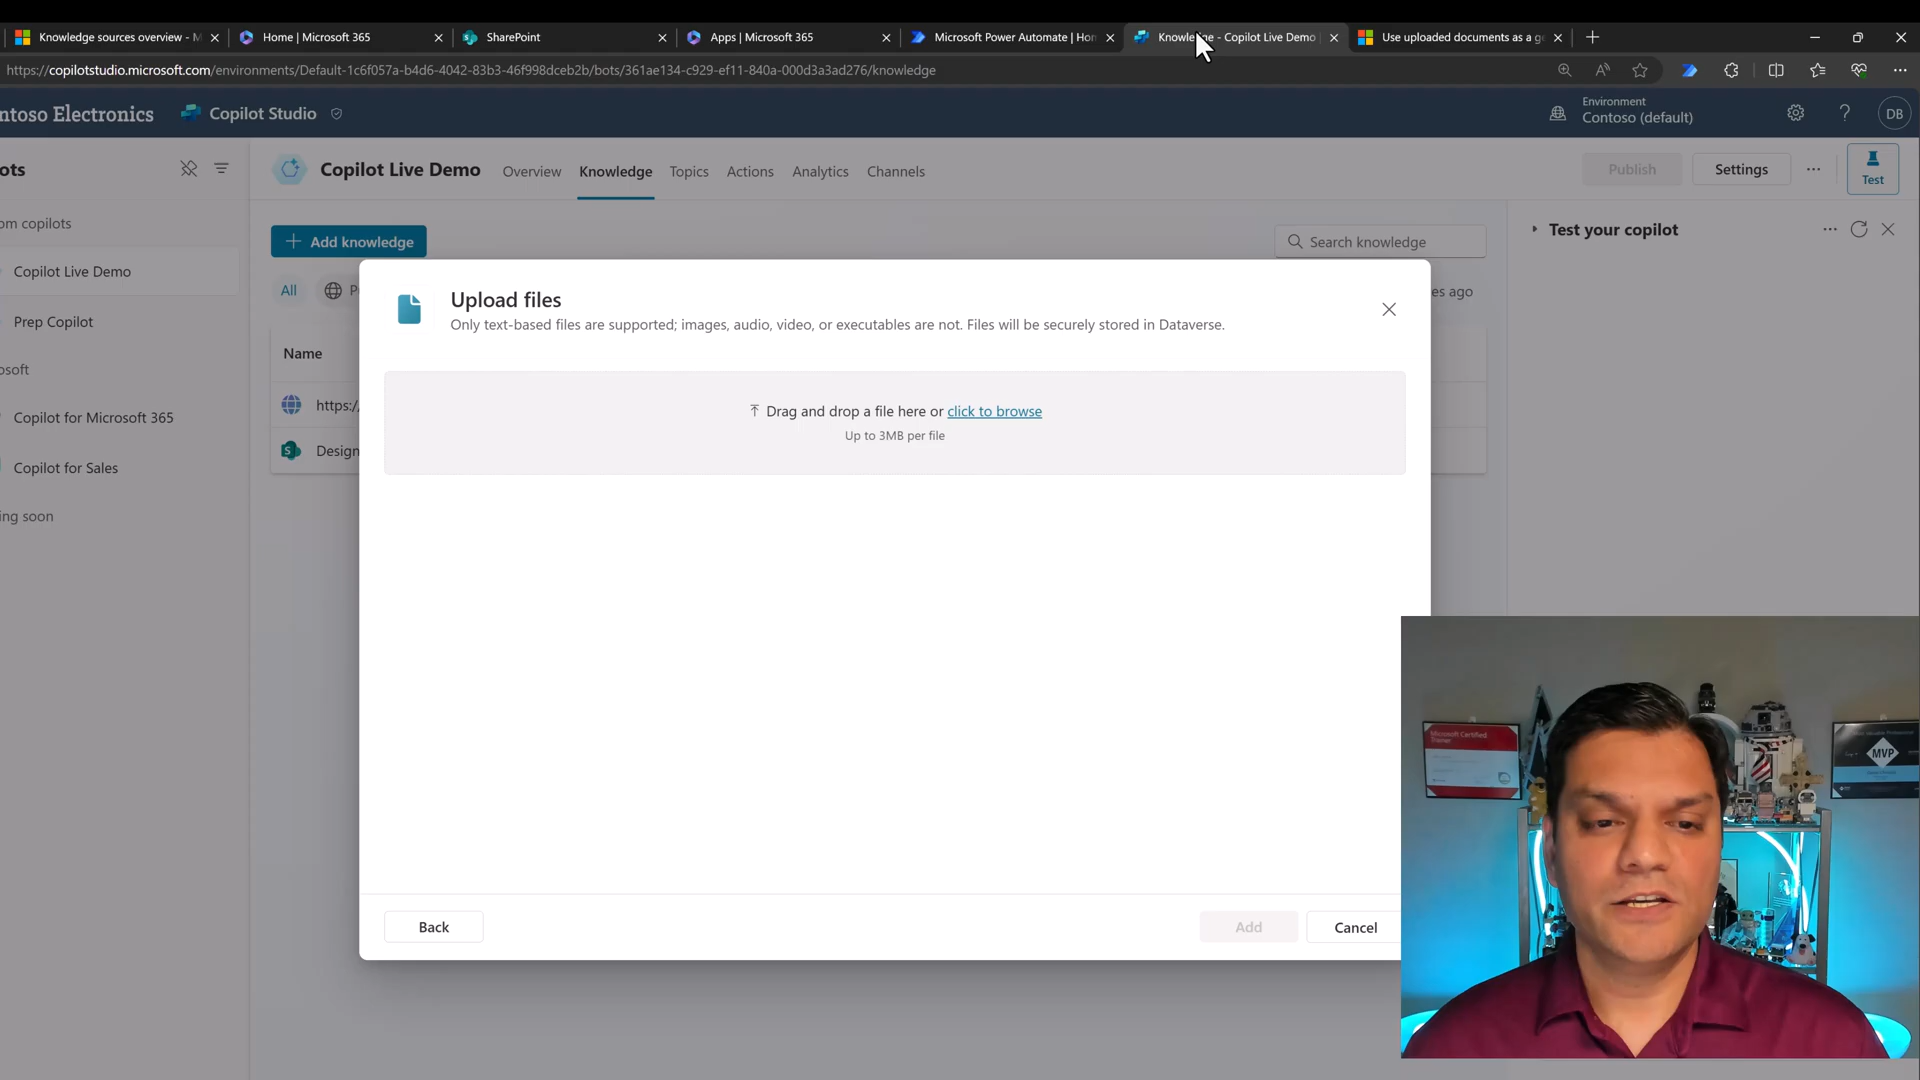 Knowledge sources overview - M
Home | Microsoft 365
SharePoint
Apps | Microsoft 365
Microsoft Power Automate | Hom
Knowledge - Copilot Live Demo |
Use uploaded documents as a ge
https://copilotstudio.microsoft.com/environments/Default-1c6f057a-b4d6-4042-83b3-46f998dceb2b/bots/361ae134-c929-ef11-840a-000d3a3ad276/knowledge
ntoso Electronics
Copilot Studio
Environment
Contoso (default)
DB
ots
Copilot Live Demo
Overview
Knowledge
Topics
Actions
Analytics
Channels
Publish
Settings
Test
om copilots
Copilot Live Demo
Prep Copilot
osoft
Copilot for Microsoft 365
Copilot for Sales
ing soon
Add knowledge
Search knowledge
All
P
es ago
Name
https:/
Design
Test your copilot
Upload files
Only text-based files are supported; images, audio, video, or executables are not. Files will be securely stored in Dataverse.
Drag and drop a file here or click to browse
Up to 3MB per file
Back
Add
Cancel
Microsoft Certified
Trainer
MVP